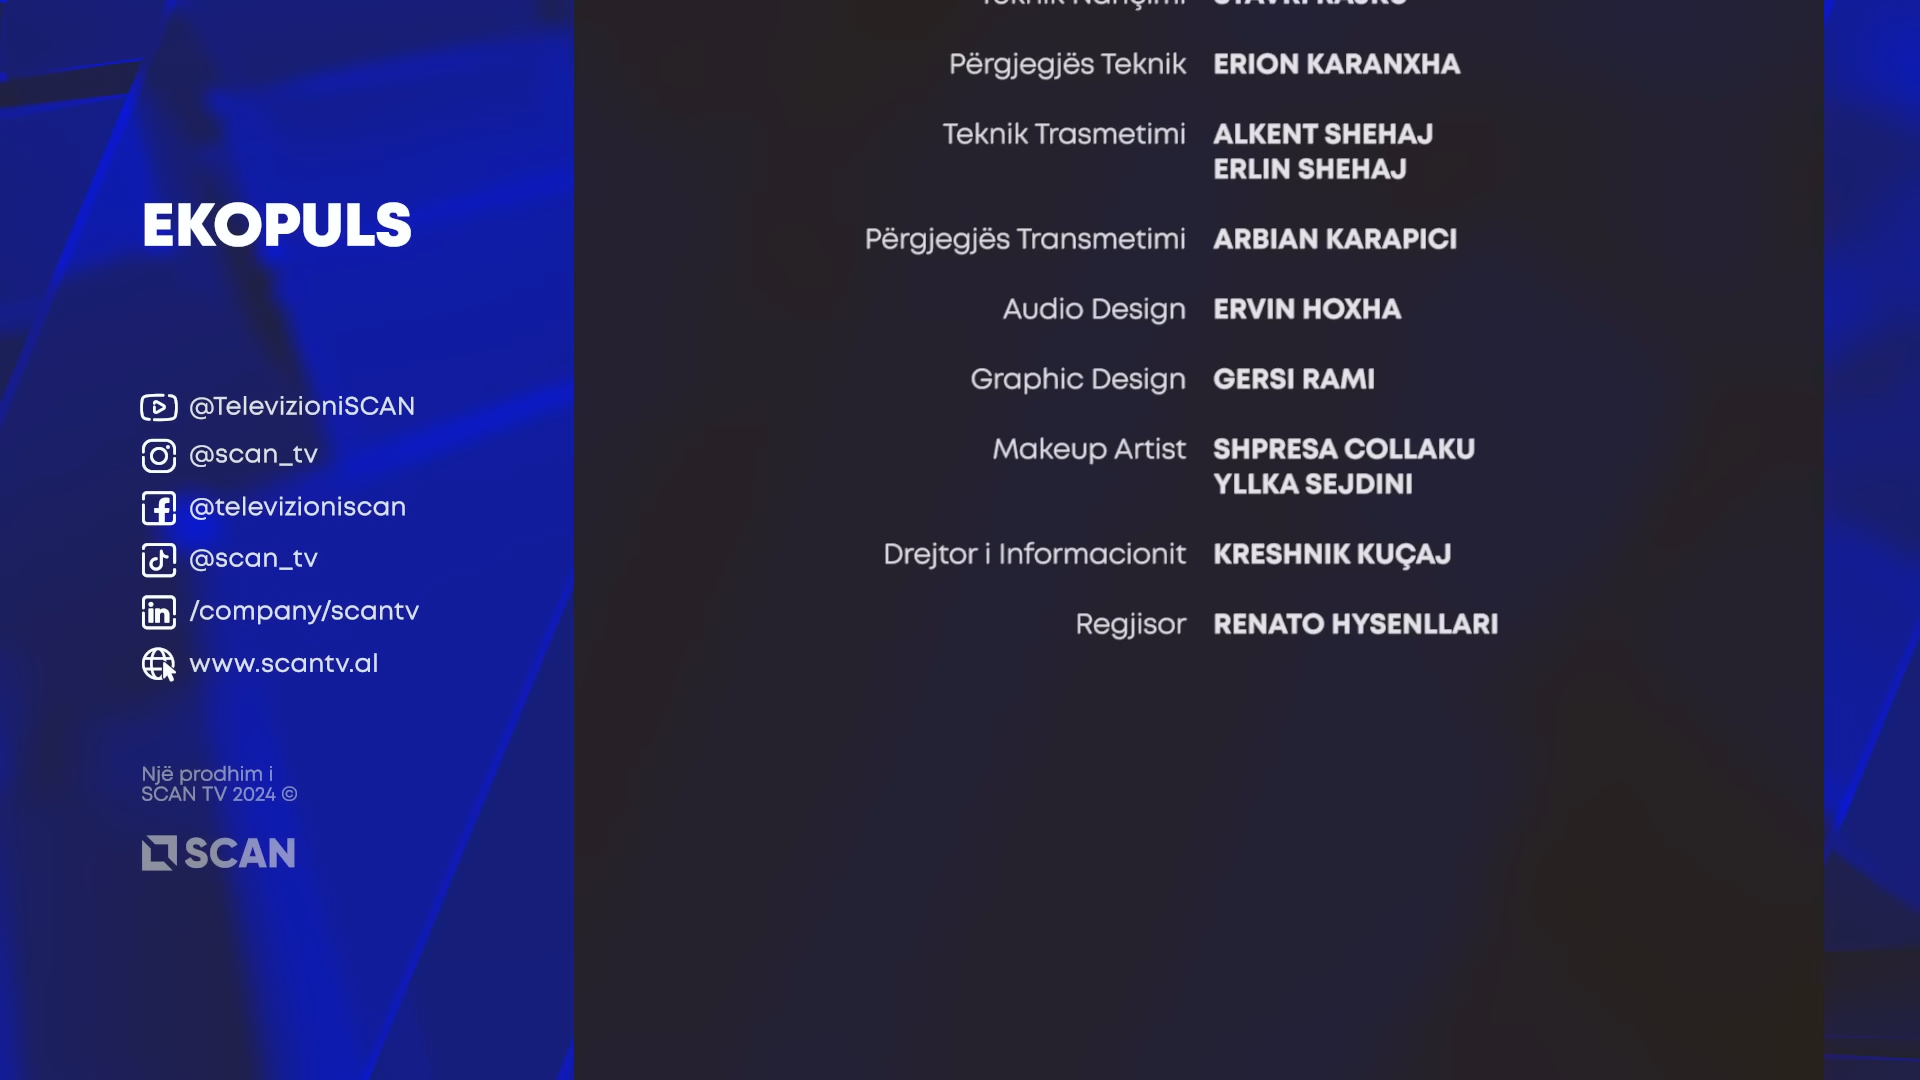 EKOPULS
@TelevizioniSCAN
@scan_tv
@televizioniscan
@scan_tv
/company/scantv
www.scantv.al
Një prodhim i
SCAN TV 2024 ©
SCAN
Përgjegjës Teknik ERION KARANXHA
Teknik Trasmetimi ALKENT SHEHAJ
ERLIN SHEHAJ
Përgjegjës Transmetimi ARBIAN KARAPICI
Audio Design ERVIN HOXHA
Graphic Design GERSI RAMI
Makeup Artist SHPRESA COLLAKU
YLLKA SEJDINI
Drejtor i Informacionit KRESHNIK KUÇAJ
Regjisor RENATO HYSENLLARI